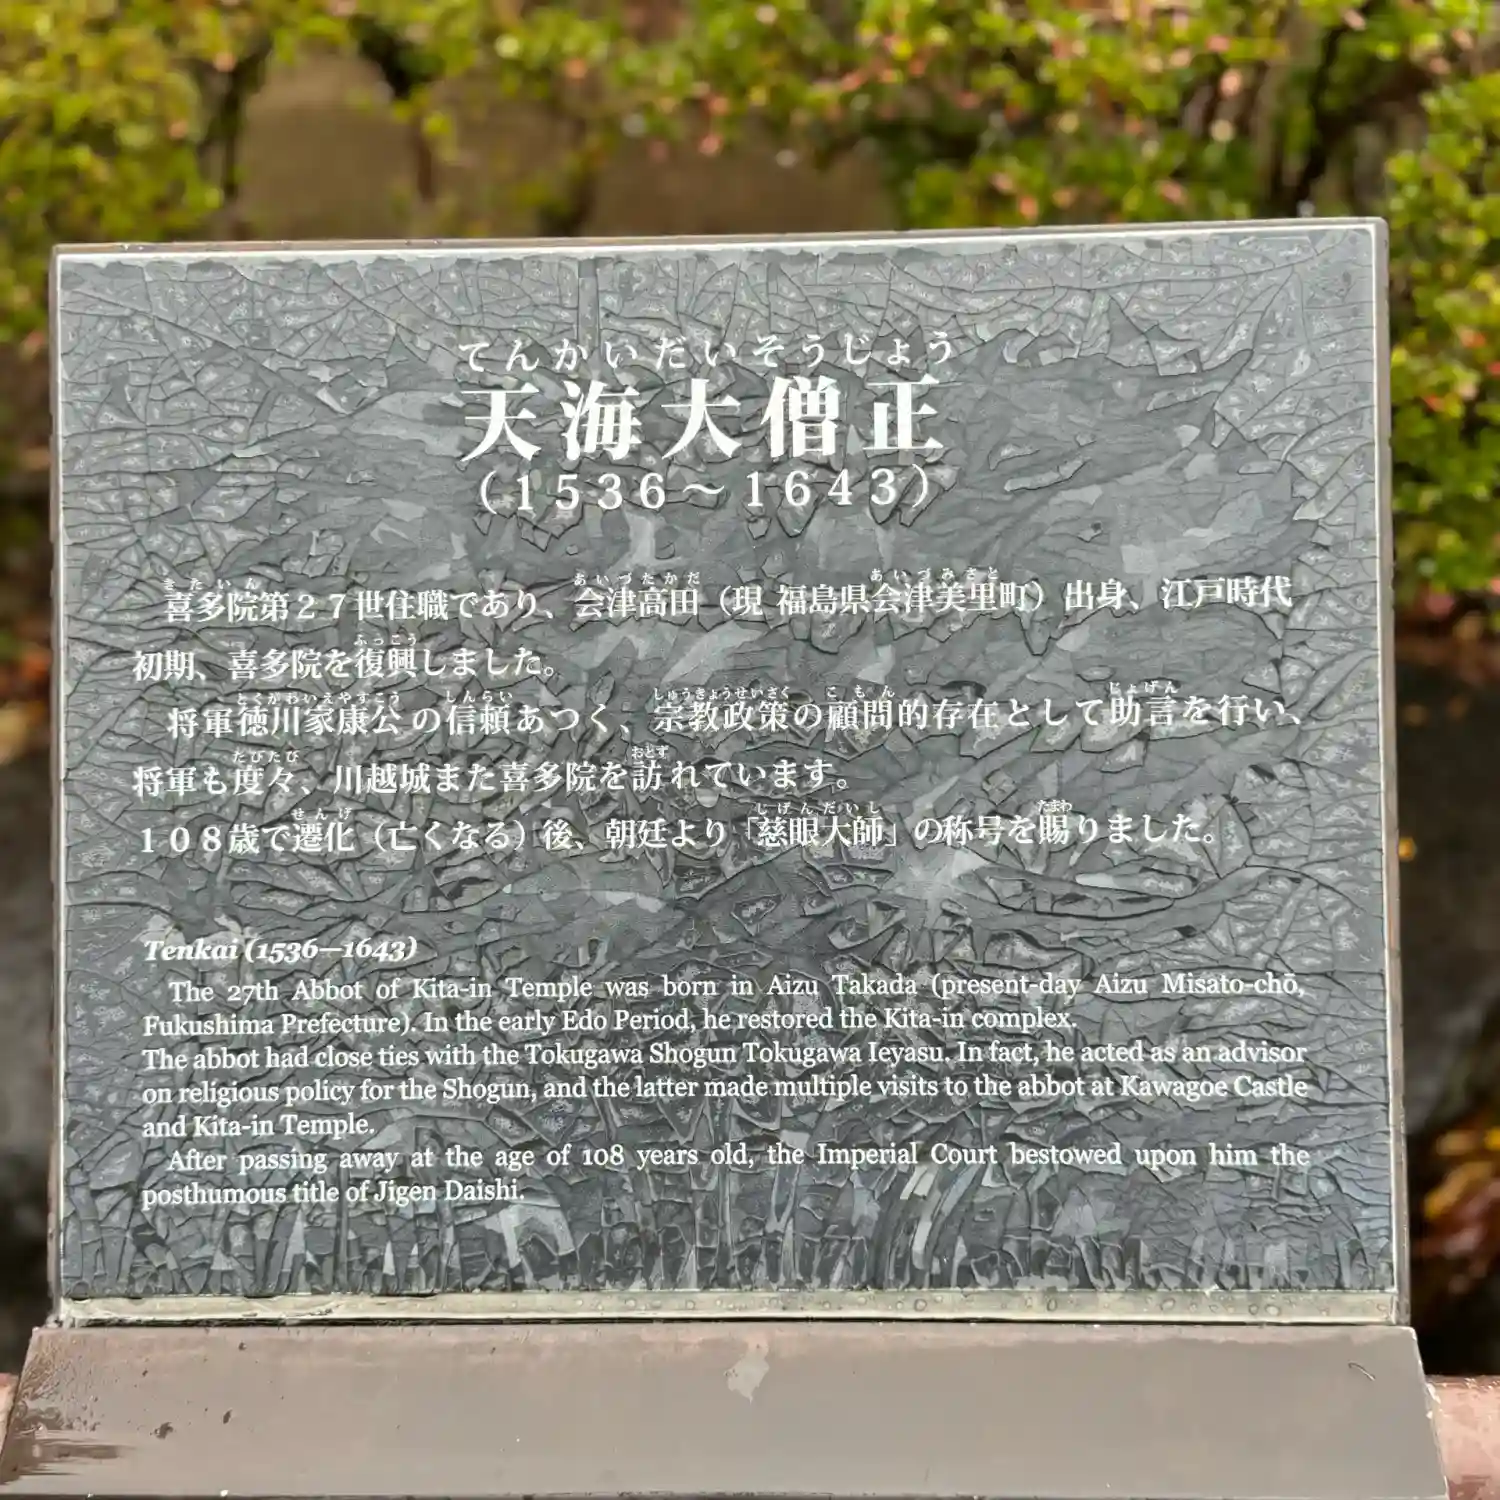 てんかいだいそうじょう
天海大僧正
（1536～1643）
きたいん あいづたかだ あいづみさと
喜多院第２７世住職であり、会津高田（現 福島県会津美里町）出身、江戸時代
ふっこう
初期、喜多院を復興しました。
とくがわいえやすこう しんらい しゅうきょうせいさく こもん じょげん
将軍徳川家康公の信頼あつく、宗教政策の顧問的存在として助言を行い、
たびたび おとず
将軍も度々、川越城また喜多院を訪れています。
せんげ じげんだいし たまわ
１０８歳で遷化（亡くなる）後、朝廷より「慈眼大師」の称号を賜りました。
Tenkai (1536—1643)
The 27th Abbot of Kita-in Temple was born in Aizu Takada (present-day Aizu Misato-chō,
Fukushima Prefecture). In the early Edo Period, he restored the Kita-in complex.
The abbot had close ties with the Tokugawa Shogun Tokugawa Ieyasu. In fact, he acted as an advisor
on religious policy for the Shogun, and the latter made multiple visits to the abbot at Kawagoe Castle
and Kita-in Temple.
After passing away at the age of 108 years old, the Imperial Court bestowed upon him the
posthumous title of Jigen Daishi.